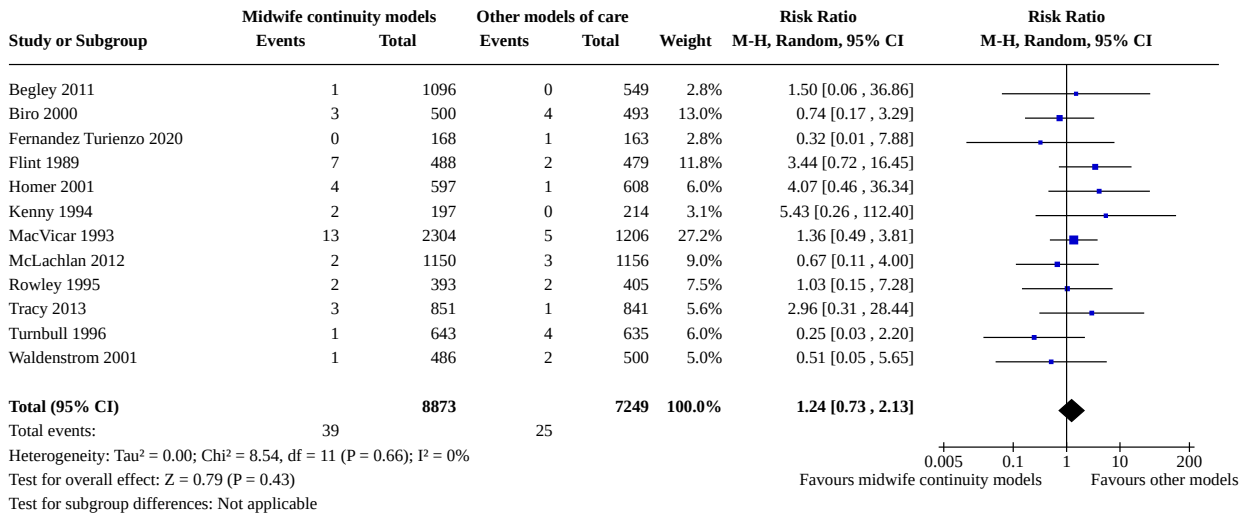 Midwife continuity models Other models of care Risk Ratio Risk Ratio
Study or Subgroup Events Total Events Total Weight M-H, Random, 95% CI M-H, Random, 95% CI
Begley 2011 1 1096 0 549 2.8% 1.50 [0.06 , 36.86]
Biro 2000 3 500 4 493 13.0% 0.74 [0.17 , 3.29]
Fernandez Turienzo 2020 0 168 1 163 2.8% 0.32 [0.01 , 7.88]
Flint 1989 7 488 2 479 11.8% 3.44 [0.72 , 16.45]
Homer 2001 4 597 1 608 6.0% 4.07 [0.46 , 36.34]
Kenny 1994 2 197 0 214 3.1% 5.43 [0.26 , 112.40]
MacVicar 1993 13 2304 5 1206 27.2% 1.36 [0.49 , 3.81]
McLachlan 2012 2 1150 3 1156 9.0% 0.67 [0.11 , 4.00]
Rowley 1995 2 393 2 405 7.5% 1.03 [0.15 , 7.28]
Tracy 2013 3 851 1 841 5.6% 2.96 [0.31 , 28.44]
Turnbull 1996 1 643 4 635 6.0% 0.25 [0.03 , 2.20]
Waldenstrom 2001 1 486 2 500 5.0% 0.51 [0.05 , 5.65]
Total (95% CI) 8873 7249 100.0% 1.24 [0.73 , 2.13]
Total events: 39 25
Heterogeneity: Tau² = 0.00; Chi² = 8.54, df = 11 (P = 0.66); I² = 0%
0.005 0.1 1 10 200
Test for overall effect: Z = 0.79 (P = 0.43) Favours midwife continuity models Favours other models
Test for subgroup differences: Not applicable